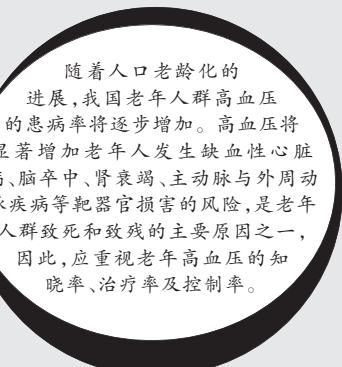 随着人口老龄化的
进展,我国老年人群高血压
的患病率将逐步增加。高血压将
显著增加老年人发生缺血性心脏
病、脑卒中、肾衰竭、主动脉与外周动
脉疾病等靶器官损害的风险,是老年
人群致死和致残的主要原因之一,
因此,应重视老年高血压的知
晓率、治疗率及控制率。